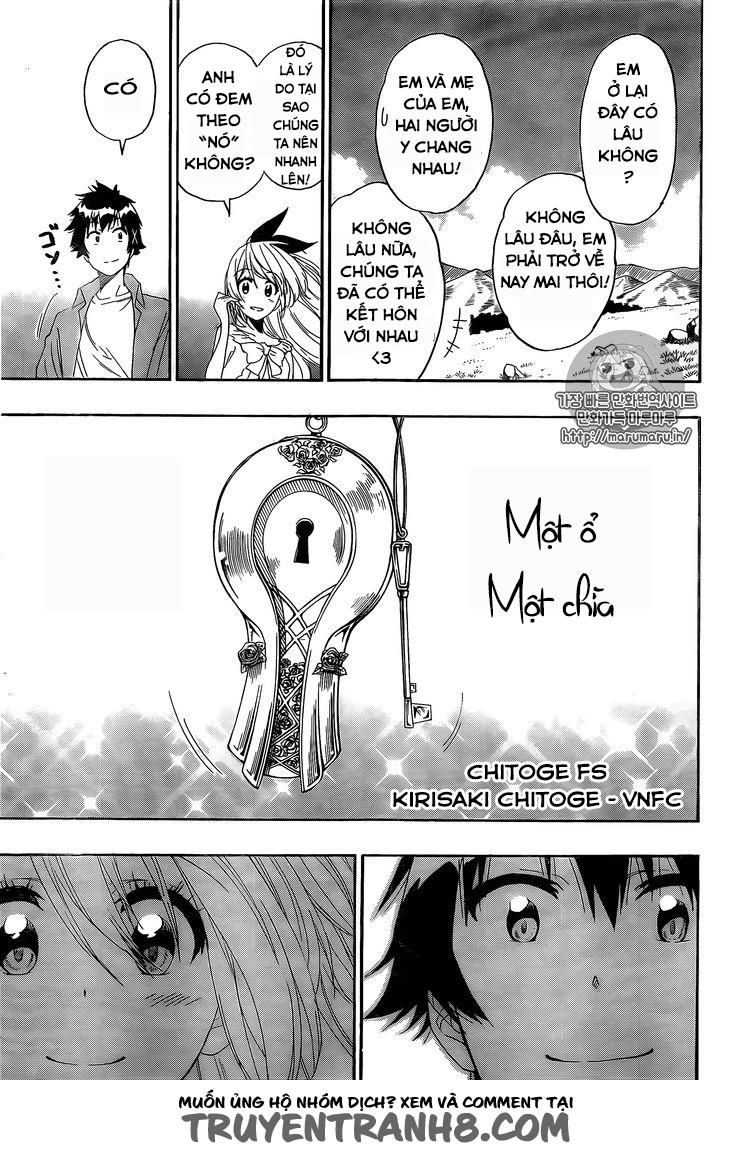 EM
Ở LẠI
ĐÂY CÓ
LÂU
KHÔNG
?
EM VÀ MẸ
CỦA EM,
HAI NGƯỜI
Y CHANG
NHAU!
KHÔNG
LÂU ĐÂU, EM
PHẢI TRỞ VỀ
NAY MAI THÔI!
KHÔNG
LÂU NỮA,
CHÚNG TA
ĐÃ CÓ THỂ
KẾT HÔN
VỚI NHAU
<3
ĐÓ
LÀ LÝ
DO TẠI
SAO
CHÚNG
TA NÊN
NHANH
LÊN!
ANH
CÓ ĐEM
THEO
"NÓ"
KHÔNG?
CÓ
ゴソ...
가장 빠른 만화번역사이트
만화가득 마루마루
http://marumaru.in/
Một ổ
Một chĩa
CHITOGE FS
KIRISAKI CHITOGE - VNFC
MUỐN ỦNG HỘ NHÓM DỊCH? XEM VÀ COMMENT TẠI
TRUYENTRANH8.COM